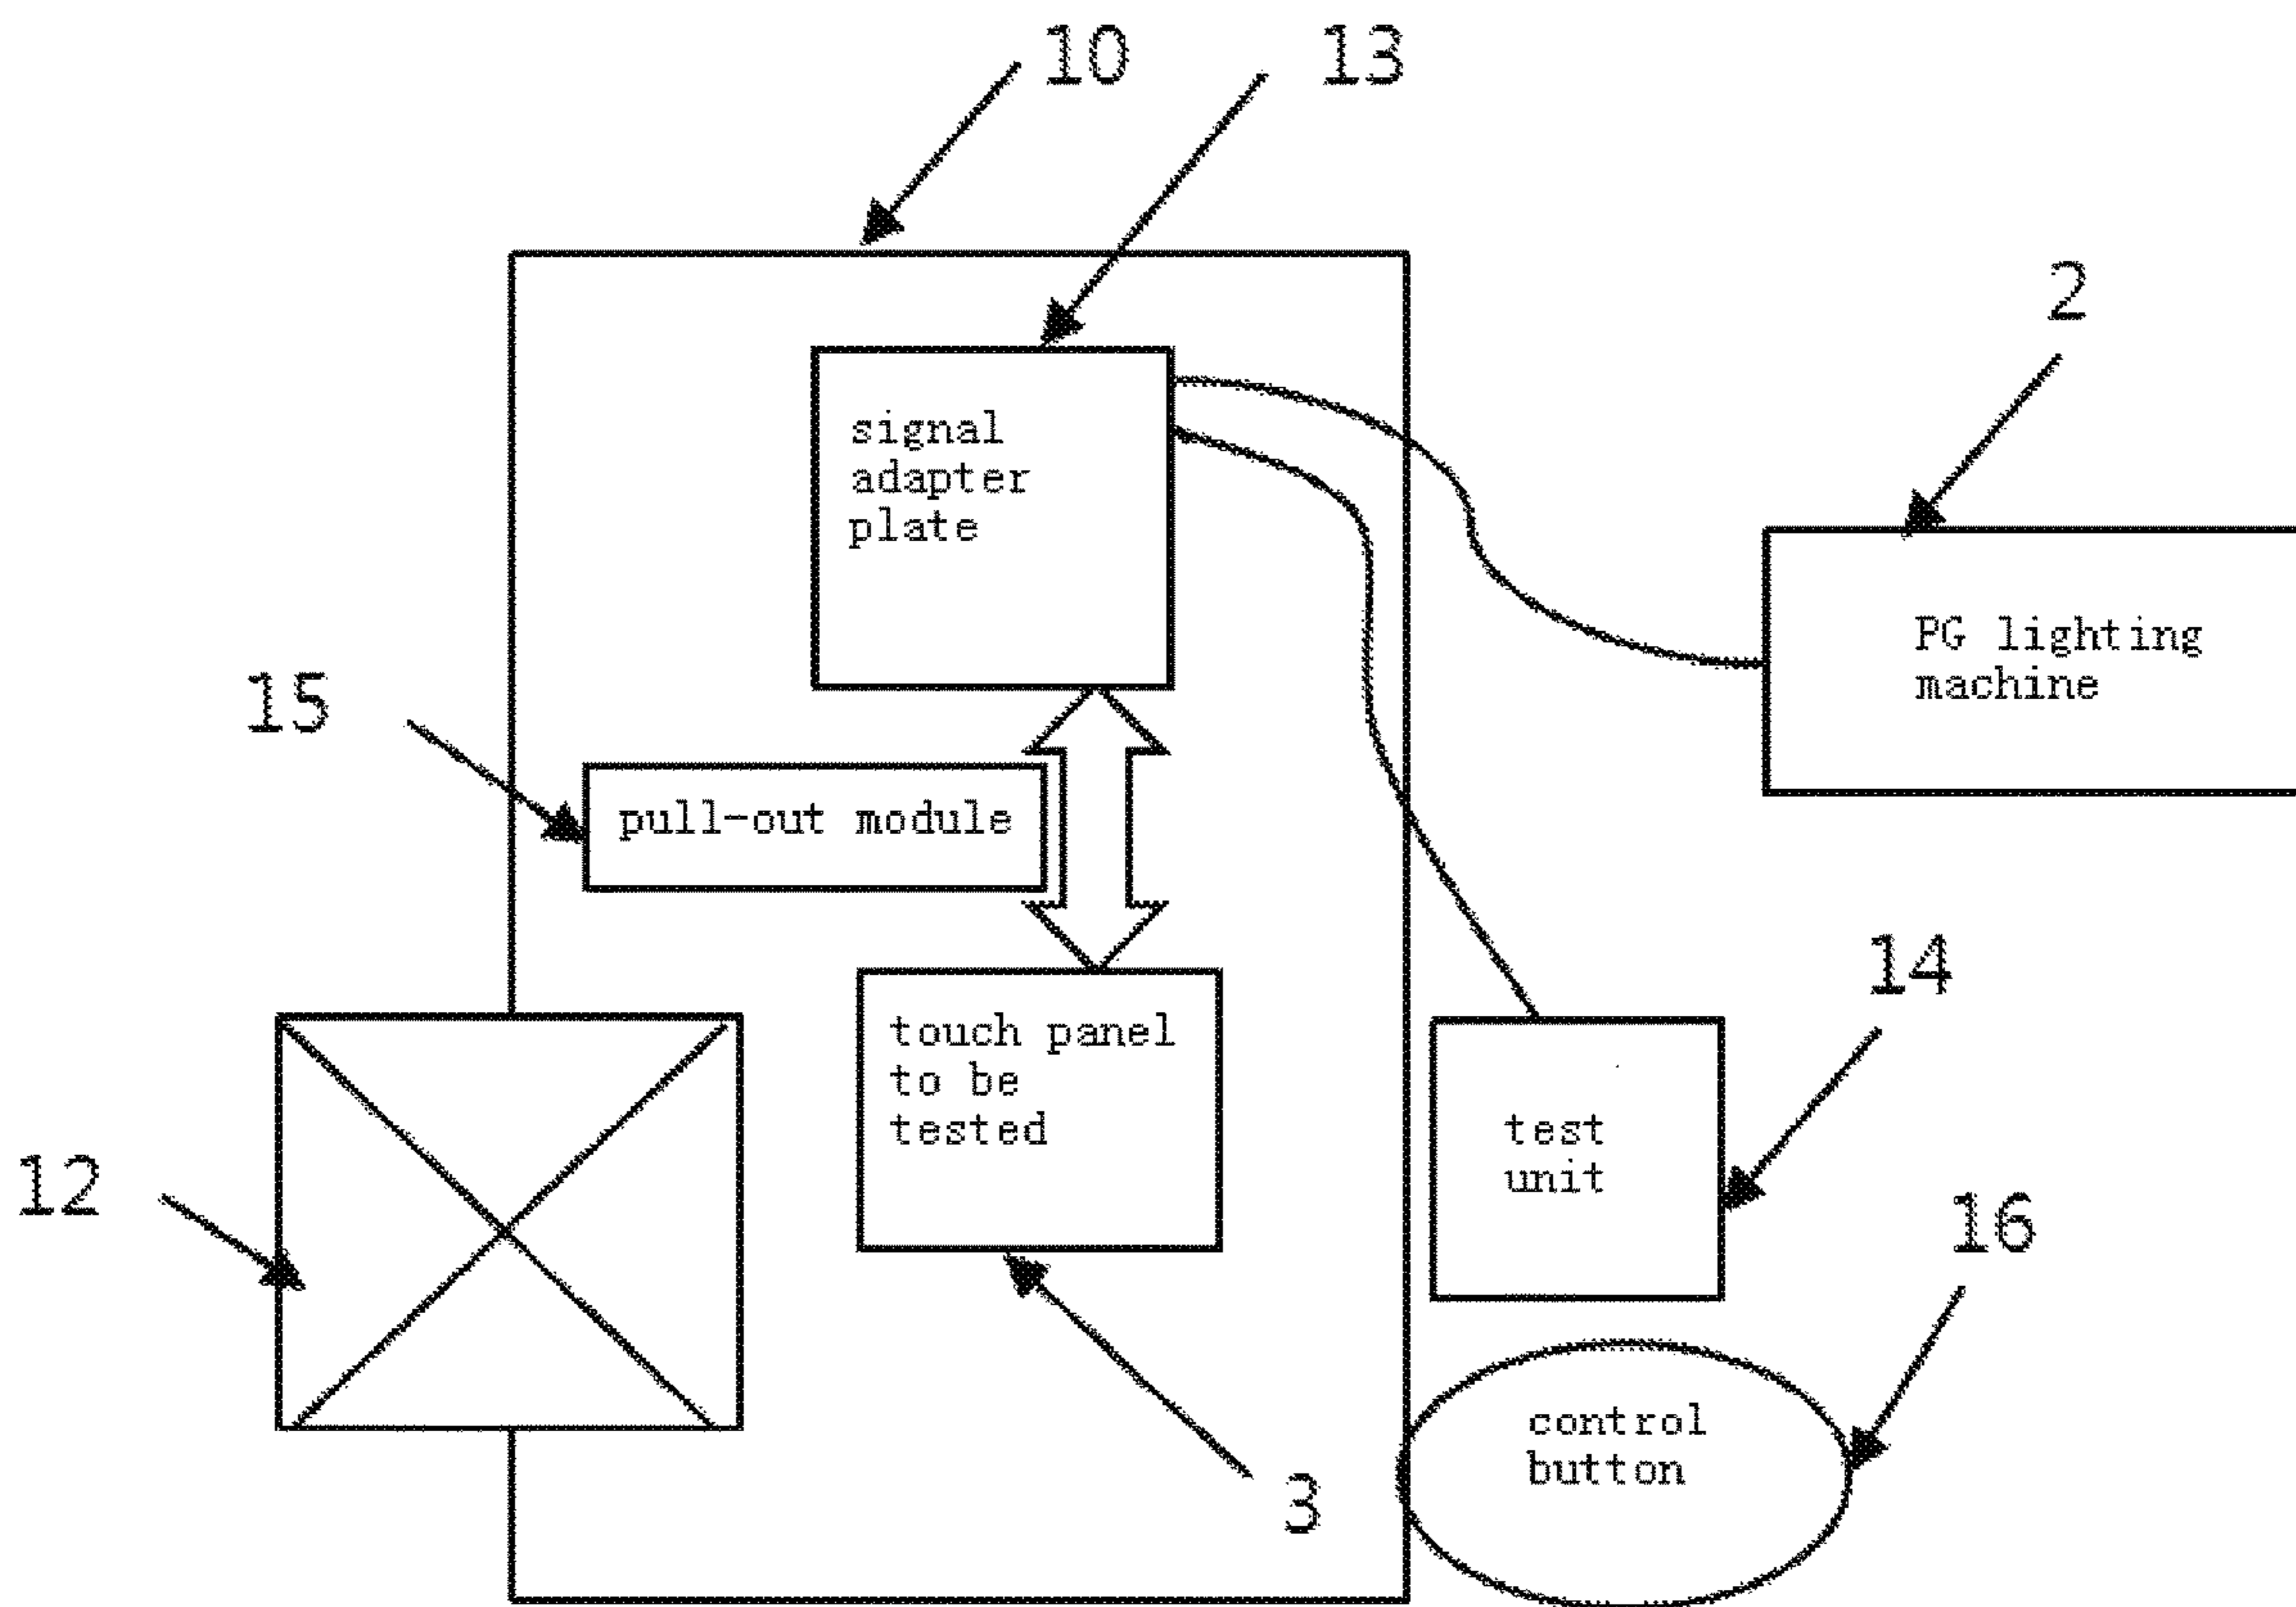 10
13
2
signal
adapter
plate
PG lighting
machine
15
pull-out module
14
touch panel
to be
tested
test
unit
12
16
control
button
3